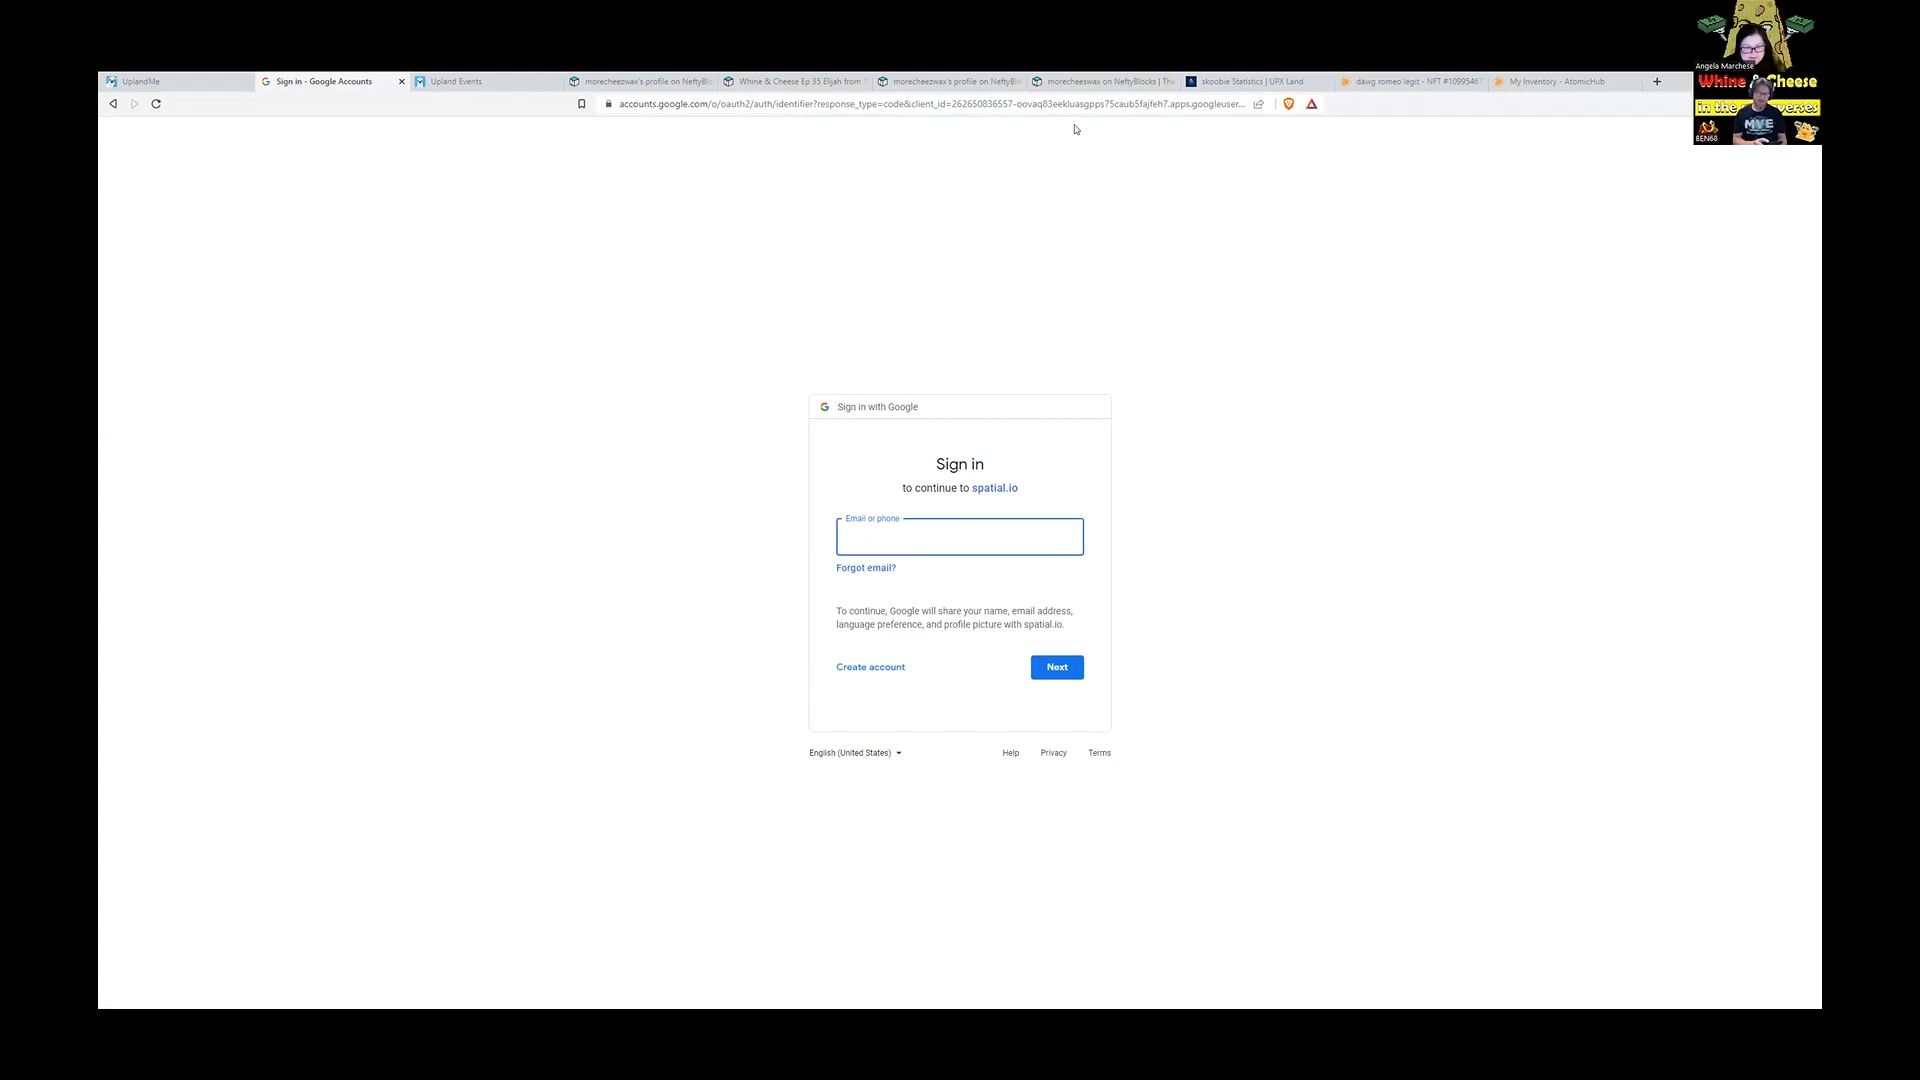 UplandMe
Sign in - Google Accounts
Upland Events
morecheezwax's profile on NeftyBlo
Whine & Cheese Ep 35 Elijah from
morecheezwax's profile on NeftyBlo
morecheeswax on NeftyBlocks | The
skoobie Statistics | UPX Land
dawg romeo legit - NFT #10995467
My Inventory - AtomicHub
accounts.google.com/o/oauth2/auth/identifier?response_type=code&client_id=262650836557-oovaq83eekluasgpps75caub5fajfeh7.apps.googleuser...
Angela Marchese
Whine & Cheese
in the
verses
MVE
BEN68
Sign in with Google
Sign in
to continue to spatial.io
Email or phone
Forgot email?
To continue, Google will share your name, email address,
language preference, and profile picture with spatial.io.
Create account
Next
English (United States)
Help
Privacy
Terms